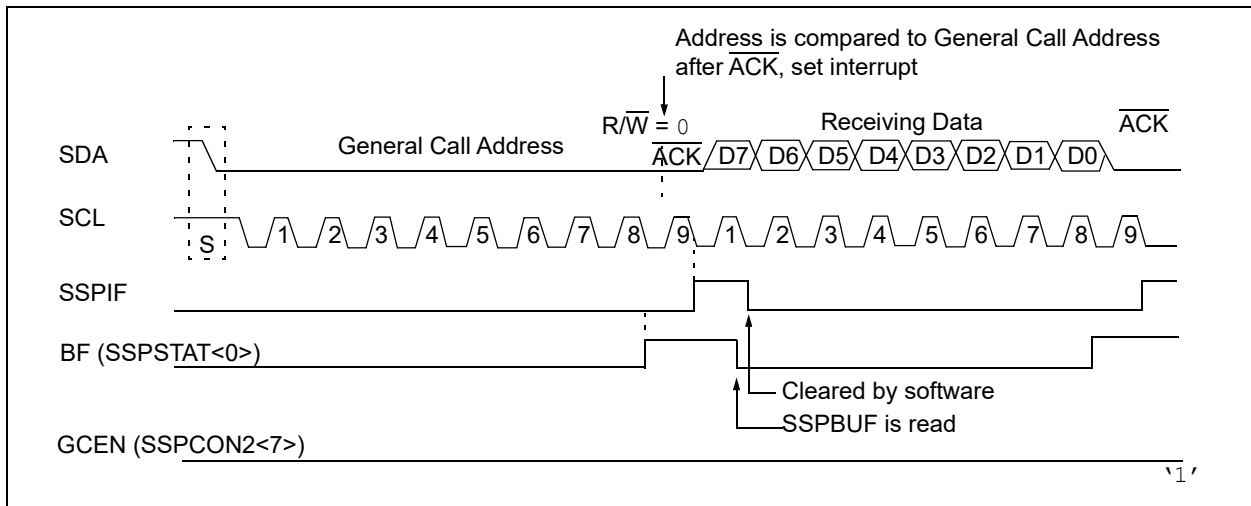 Address is compared to General Call Address
after ACK, set interrupt
R/W = 0
Receiving Data
ACK
SDA
General Call Address
ACK D7 D6 D5 D4 D3 D2 D1 D0
SCL
S
1 2 3 4 5 6 7 8 9 1 2 3 4 5 6 7 8 9
SSPIF
BF (SSPSTAT<0>)
Cleared by software
SSPBUF is read
GCEN (SSPCON2<7>)
‘1’